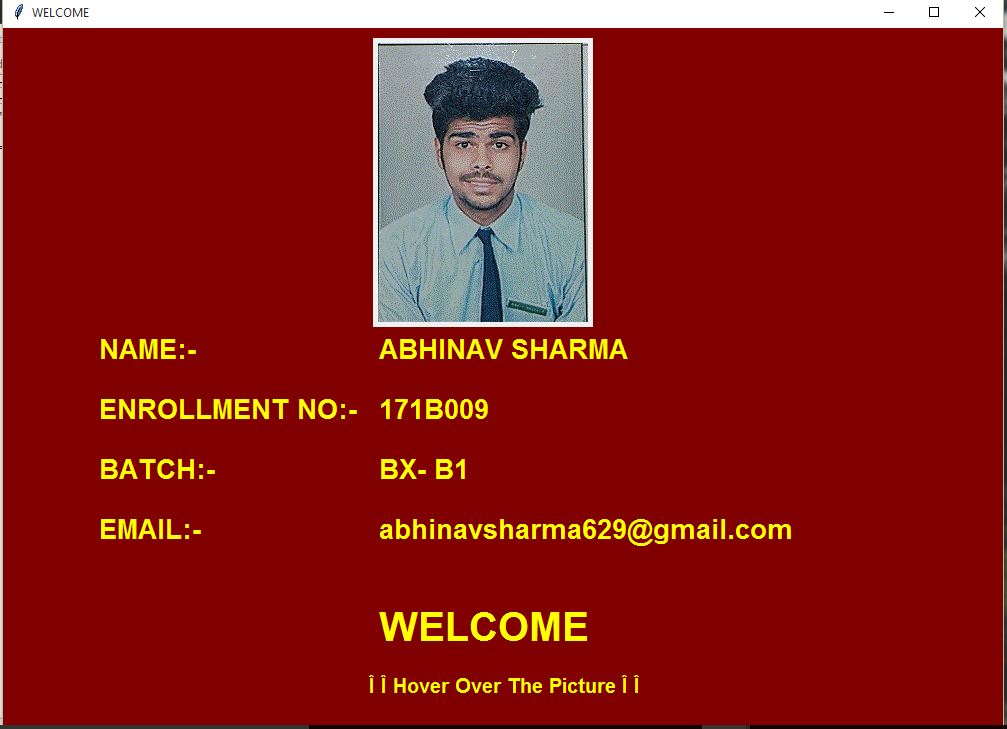 WELCOME
NAME:- ABHINAV SHARMA
ENROLLMENT NO:- 171B009
BATCH:- BX- B1
EMAIL:- abhinavsharma629@gmail.com
WELCOME
Î Î Hover Over The Picture Î Î